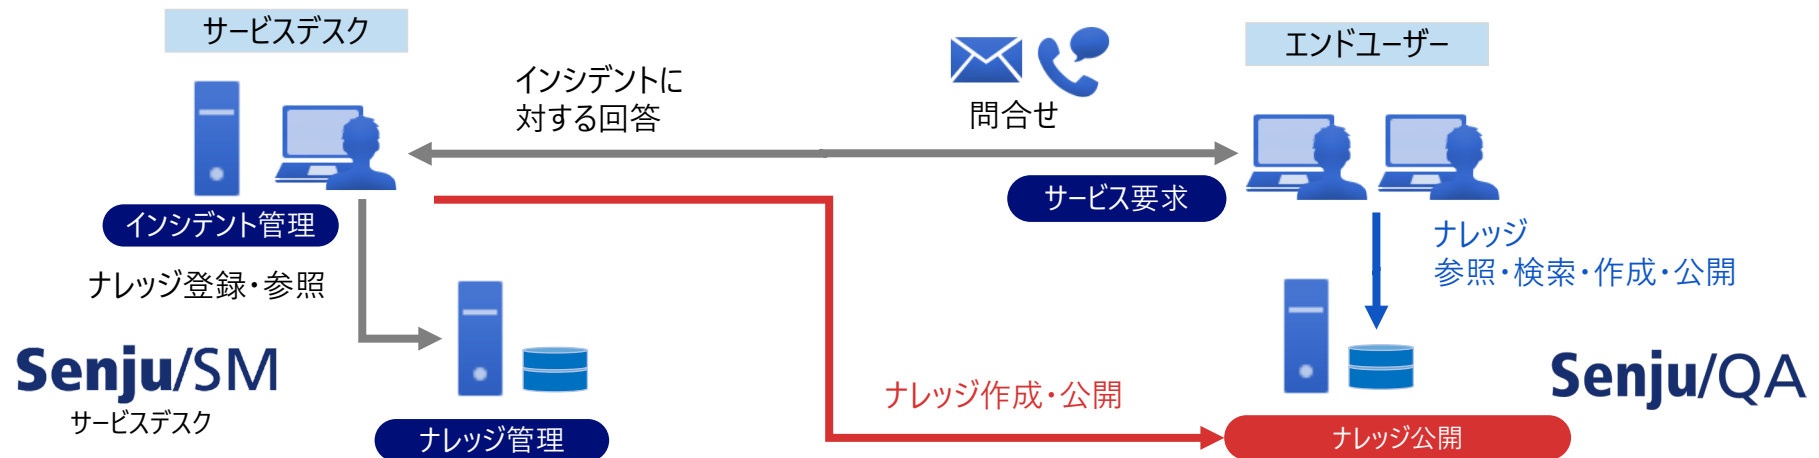 サービスデスク
エンドユーザー
インシデントに
対する回答
問合せ
サービス要求
インシデント管理
ナレッジ登録・参照
ナレッジ
参照・検索・作成・公開
Senju/SM
サービスデスク
ナレッジ管理
ナレッジ作成・公開
Senju/QA
ナレッジ公開